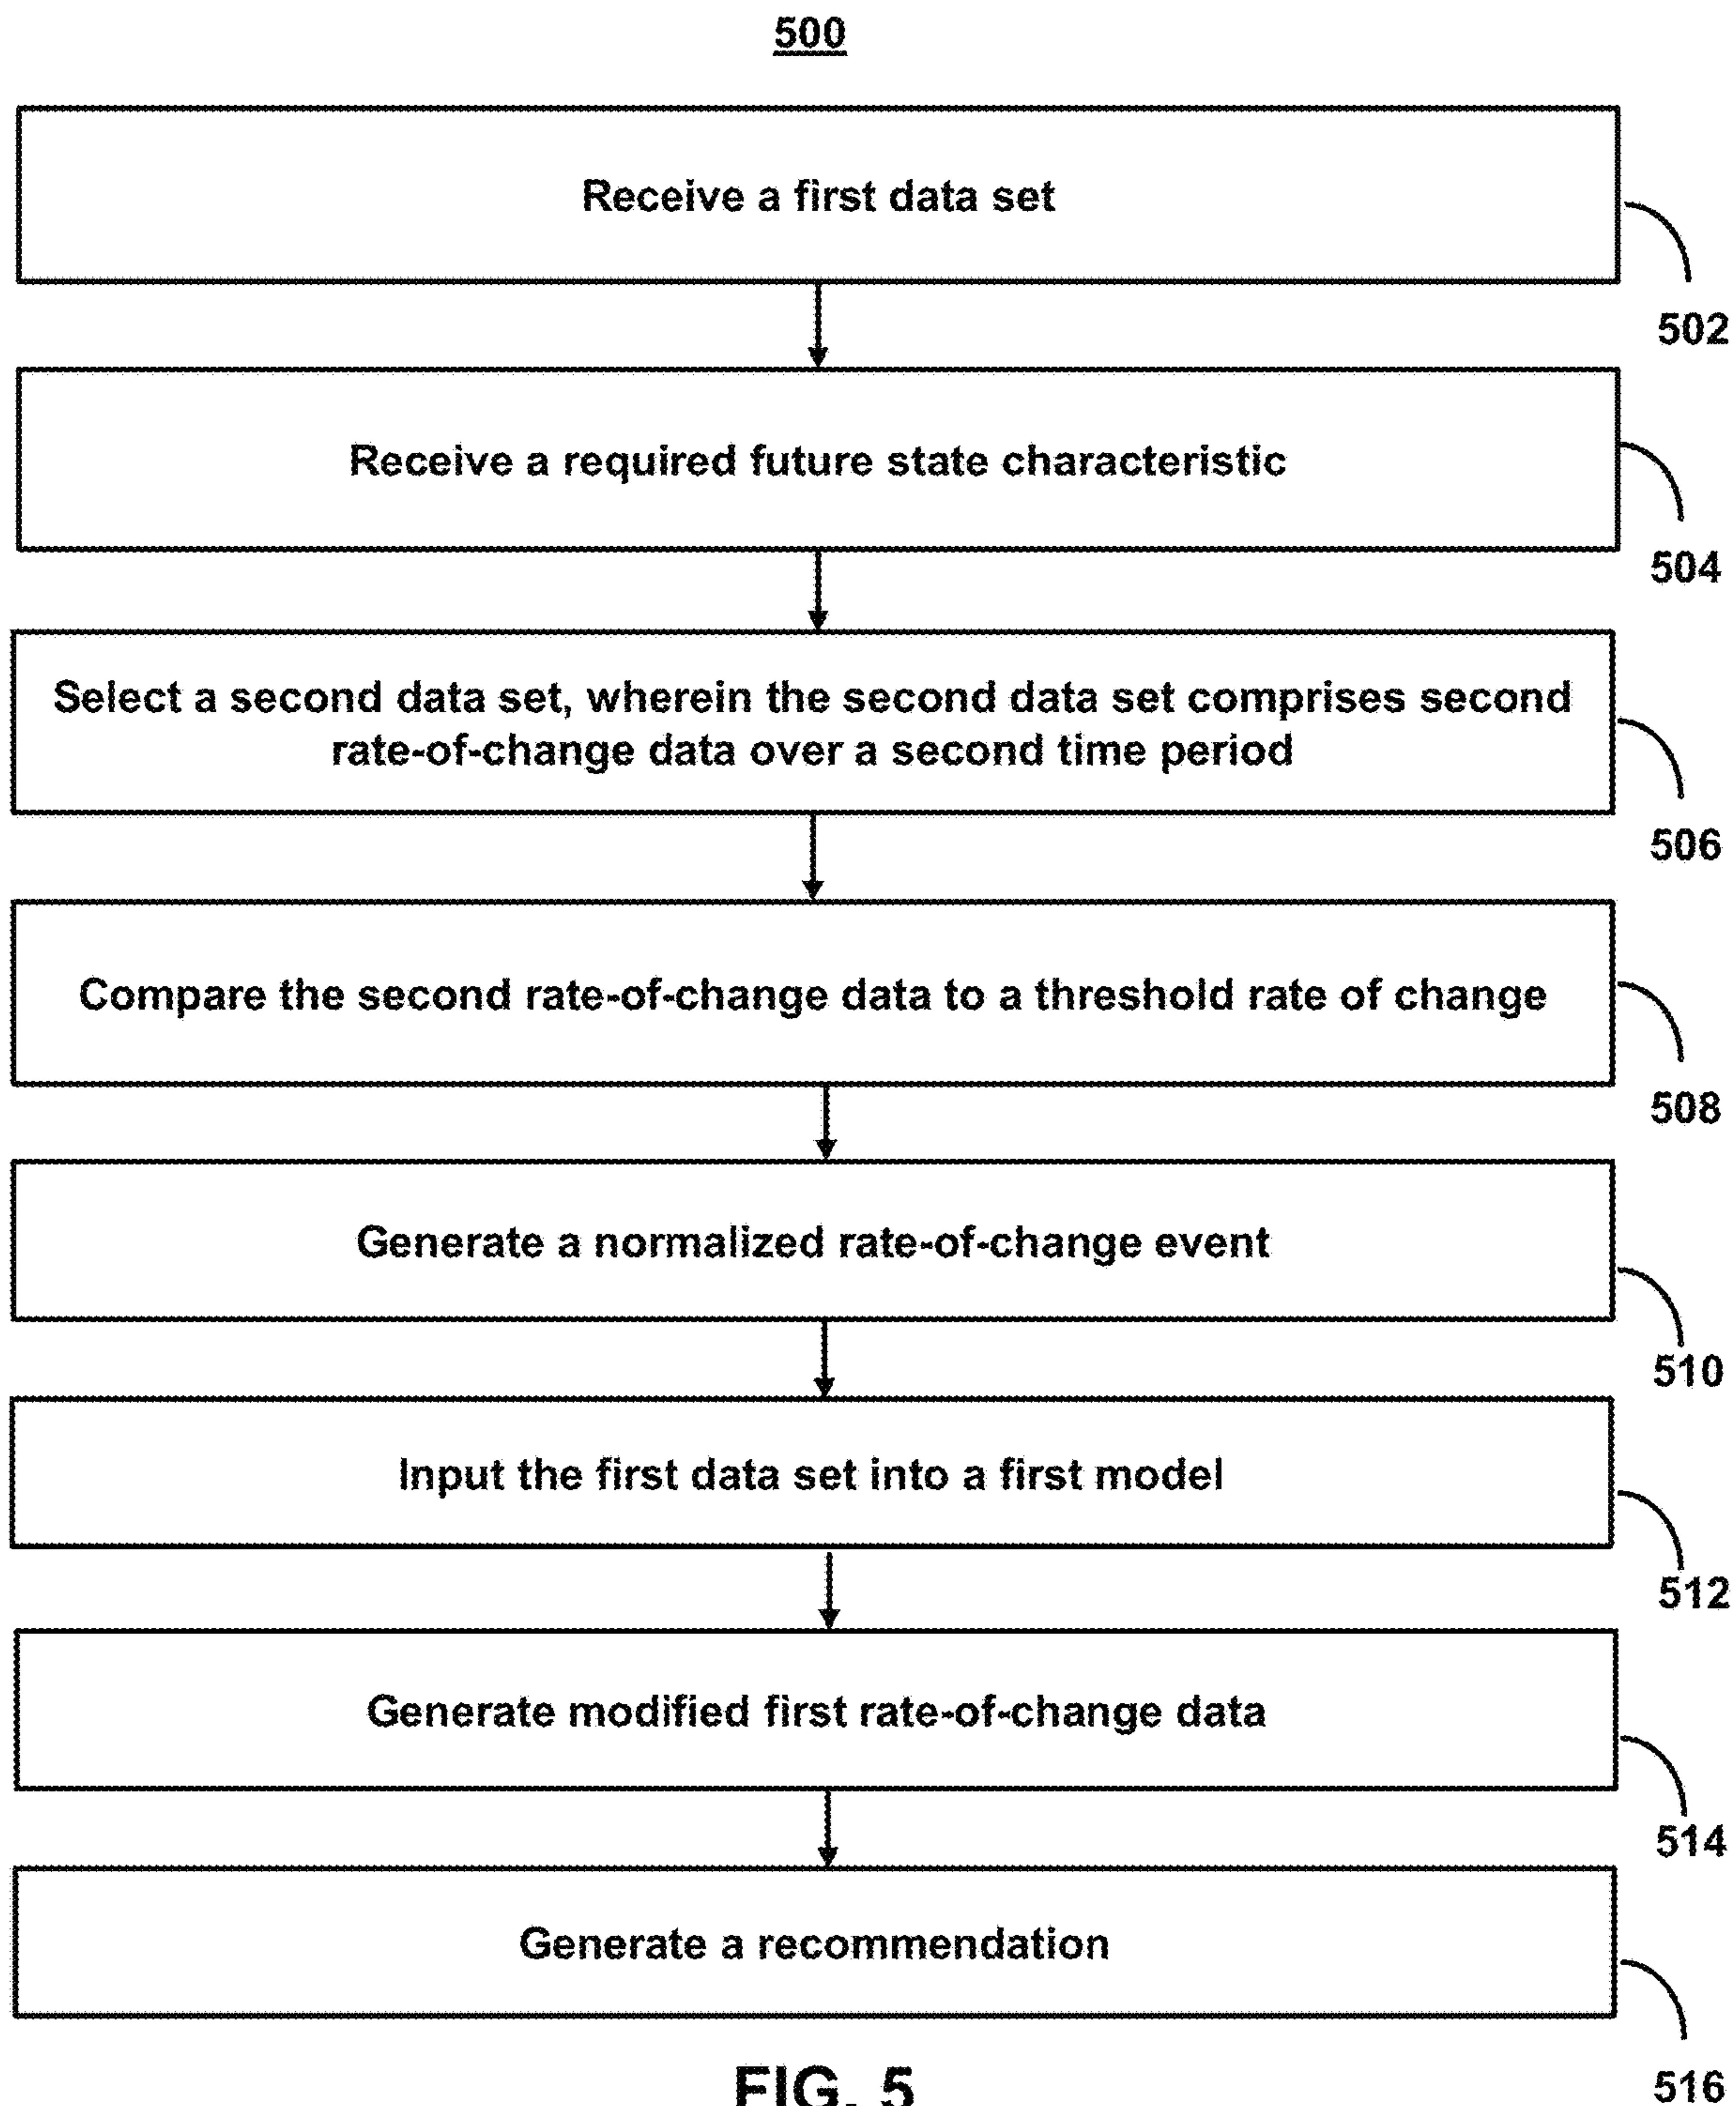 500
Receive a first data set
502
Receive a required future state characteristic
504
Select a second data set, wherein the second data set comprises second
rate-of-change data over a second time period
506
Compare the second rate-of-change data to a threshold rate of change
508
Generate a normalized rate-of-change event
510
Input the first data set into a first model
512
Generate modified first rate-of-change data
514
Generate a recommendation
516
FIG. 5